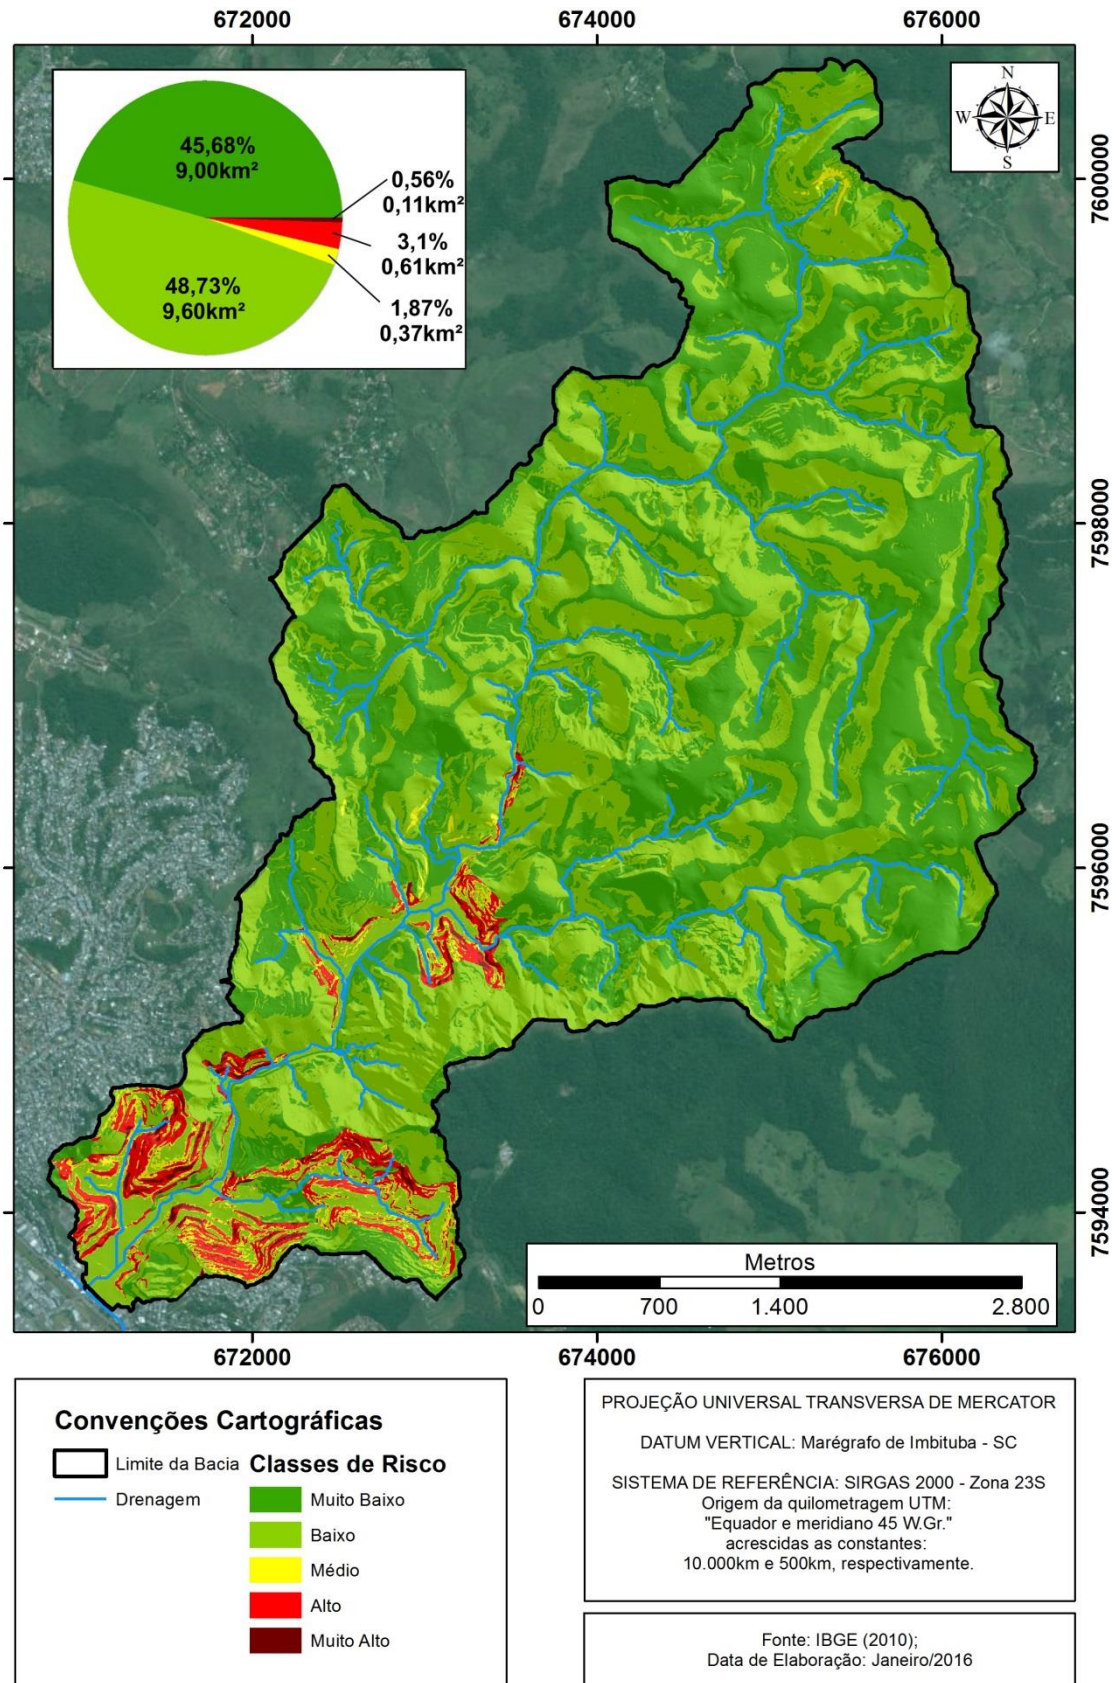 672000
674000
676000
45,68%
9,00km²
0,56%
0,11km²
3,1%
0,61km²
48,73%
9,60km²
1,87%
0,37km²
N
W
E
S
7600000
7598000
7596000
7594000
Metros
0
700
1.400
2.800
672000
674000
676000
Convenções Cartográficas
Limite da Bacia
Drenagem
Classes de Risco
Muito Baixo
Baixo
Médio
Alto
Muito Alto
PROJEÇÃO UNIVERSAL TRANSVERSA DE MERCATOR
DATUM VERTICAL: Marégrafo de Imbituba - SC
SISTEMA DE REFERÊNCIA: SIRGAS 2000 - Zona 23S
Origem da quilometragem UTM:
"Equador e meridiano 45 W.Gr."
acrescidas as constantes:
10.000km e 500km, respectivamente.
Fonte: IBGE (2010);
Data de Elaboração: Janeiro/2016